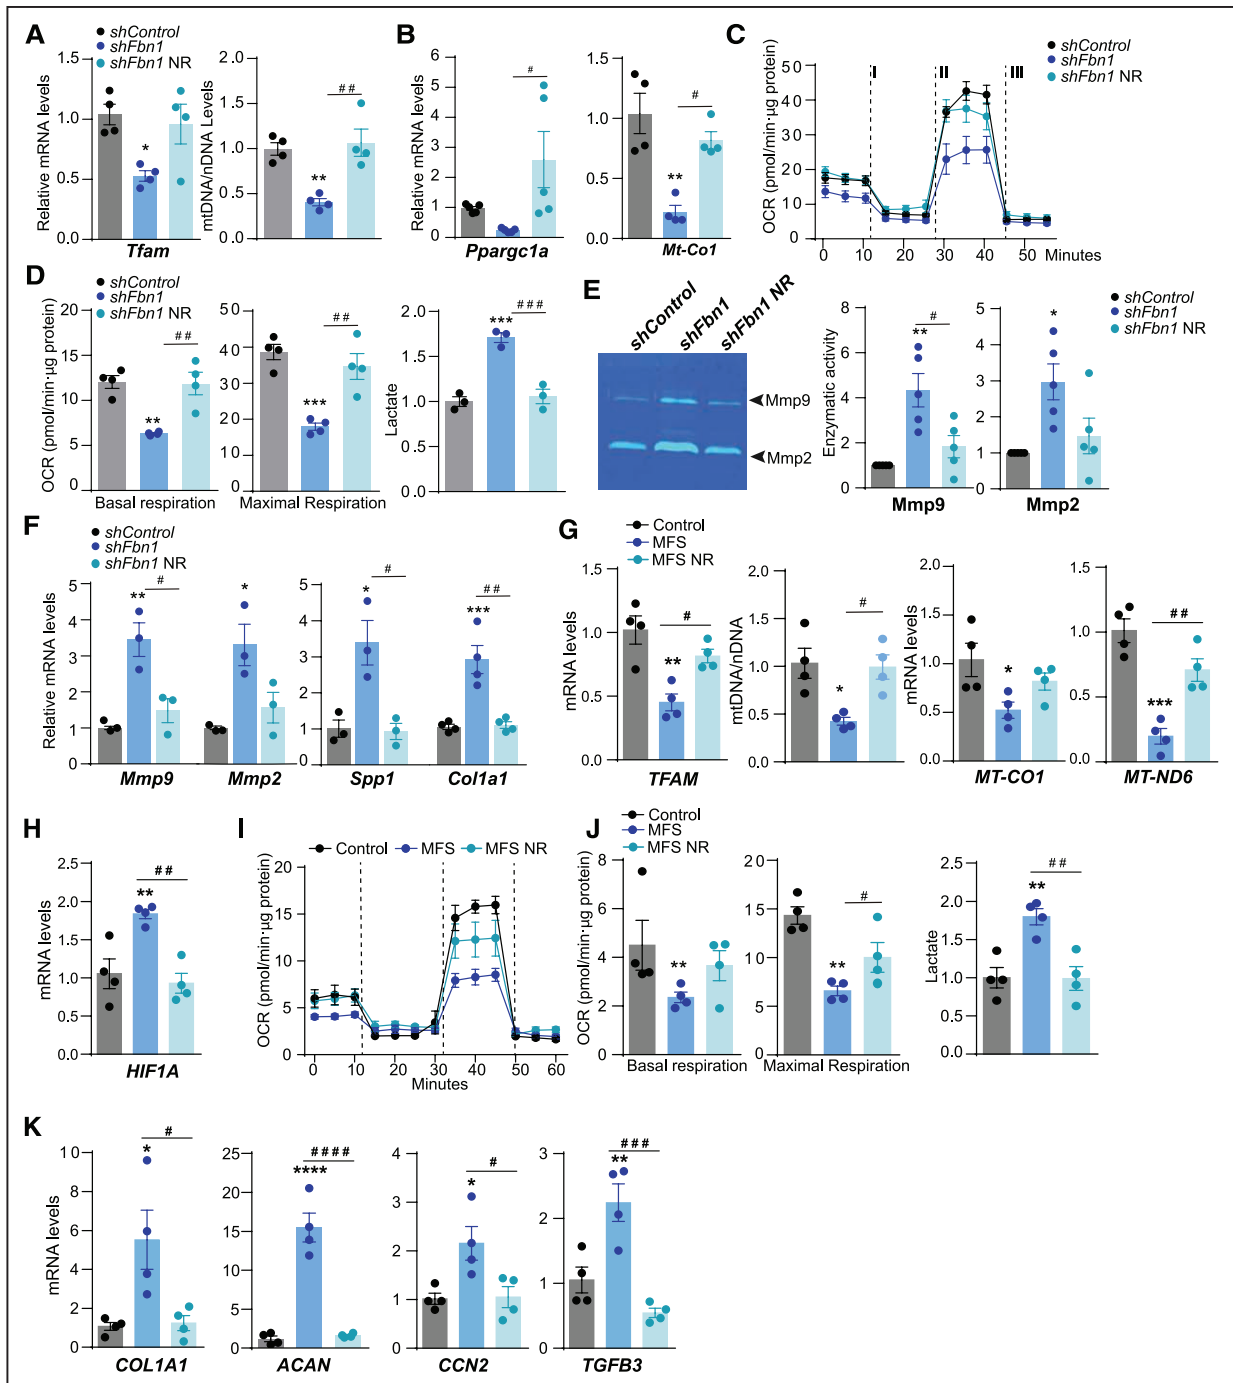 A
shControl
shFbn1
shFbn1 NR
Relative mRNA levels
1.5
1.0
0.5
0.0
*
Tfam
mtDNA/nDNA Levels
2.0
1.5
1.0
0.5
0.0
**
##
B
Relative mRNA levels
6
5
4
3
2
1
0
#
Ppargc1a
1.5
1.0
0.5
0.0
**
#
Mt-Co1
C
shControl
shFbn1
shFbn1 NR
OCR (pmol/min·µg protein)
50
40
30
20
10
0
I
II
III
0 10 20 30 40 50 Minutes
D
shControl
shFbn1
shFbn1 NR
OCR (pmol/min·µg protein)
20
15
10
5
0
**
##
Basal respiration
50
40
30
20
10
0
***
##
Maximal Respiration
Lactate
2.0
1.5
1.0
0.5
0.0
***
###
E
shControl
shFbn1
shFbn1 NR
Mmp9
Mmp2
Enzymatic activity
8
6
4
2
0
**
#
Mmp9
6
4
2
0
*
Mmp2
shControl
shFbn1
shFbn1 NR
F
shControl
shFbn1
shFbn1 NR
Relative mRNA levels
5
4
3
2
1
0
**
#
*
Mmp9 Mmp2
5
4
3
2
1
0
*
#
***
##
Spp1 Col1a1
G
Control
MFS
MFS NR
mRNA levels
1.5
1.0
0.5
0.0
**
#
TFAM
mtDNA/nDNA
2.0
1.5
1.0
0.5
0.0
*
#
mRNA levels
2.0
1.5
1.0
0.5
0.0
*
MT-CO1
1.5
1.0
0.5
0.0
***
##
MT-ND6
H
mRNA levels
2.5
2.0
1.5
1.0
0.5
0.0
**
##
HIF1A
I
Control MFS MFS NR
OCR (pmol/min·µg protein)
20
15
10
5
0
0 10 20 30 40 50 60
Minutes
J
Control
MFS
MFS NR
OCR (pmol/min·µg protein)
8
6
4
2
0
**
Basal respiration
20
15
10
5
0
**
#
Maximal Respiration
Lactate
2.5
2.0
1.5
1.0
0.5
0.0
**
##
K
mRNA levels
10
8
6
4
2
0
*
#
COL1A1
25
20
15
10
5
0
****
####
ACAN
4
3
2
1
0
*
#
CCN2
3
2
1
0
**
###
TGFB3